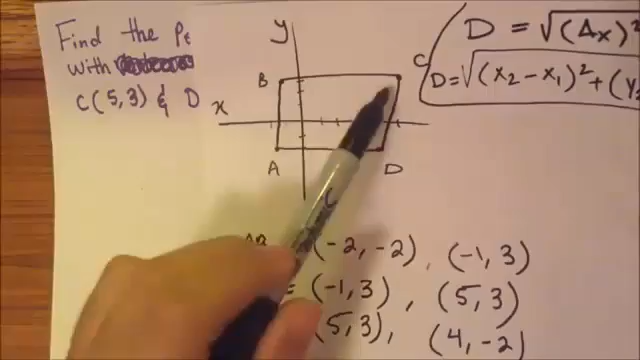 Find the
with
C(5,3) & D
y
x
B
C
A
D
D = √(Δx)²
D = √(x₂-x₁)² + (y₂
(-2,-2), (-1,3)
= (-1,3), (5,3)
(5,3), (4,-2)